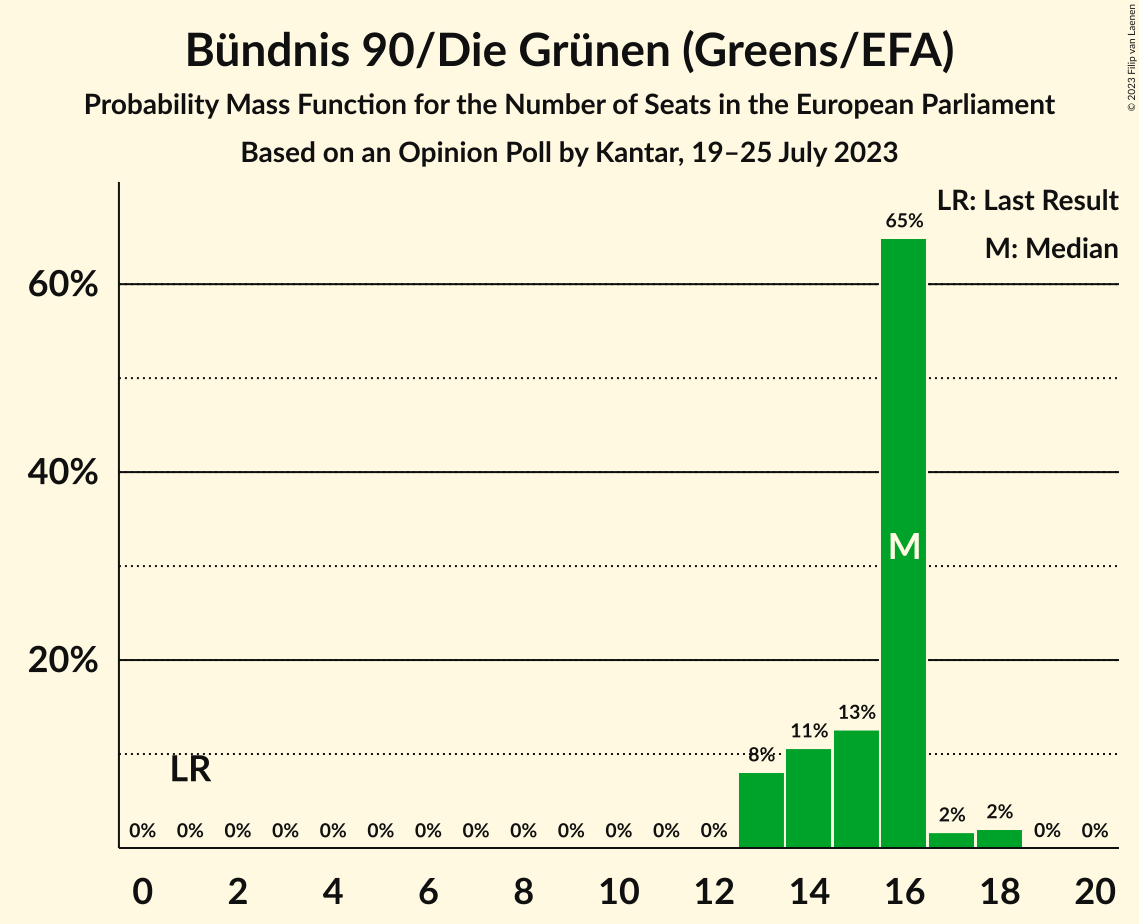 Bündnis 90/Die Grünen (Greens/EFA)
Probability Mass Function for the Number of Seats in the European Parliament
Based on an Opinion Poll by Kantar, 19–25 July 2023
© 2023 Filip van Laenen
LR: Last Result
M: Median
65%
60%
40%
M
20%
13%
11%
8%
LR
2%
2%
0% 0% 0% 0% 0% 0% 0% 0% 0% 0% 0% 0% 0% 0% 0%
0 2 4 6 8 10 12 14 16 18 20